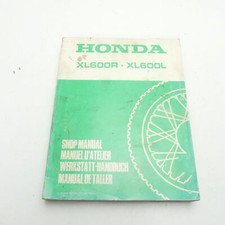 HONDA
XL600R·XL600L
SHOP MANUAL
MANUEL D'ATELIER
WERKSTATT-HANDBUCH
MANUAL DE TALLER